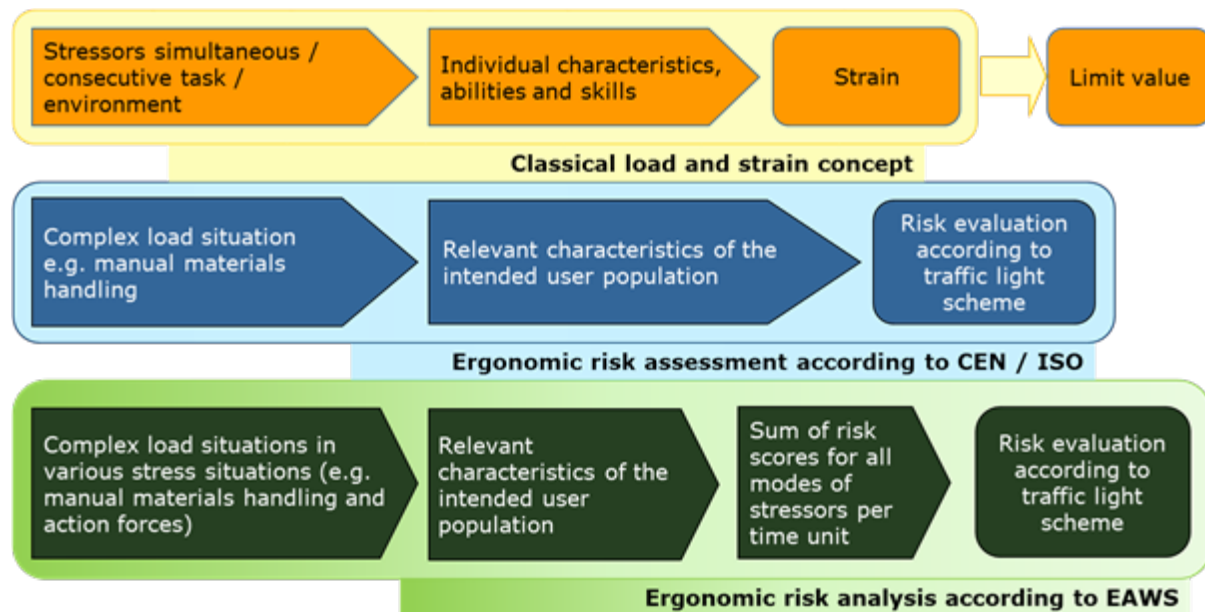 Stressors simultaneous /
consecutive task /
environment
Individual characteristics,
abilities and skills
Strain
Limit value
Classical load and strain concept
Complex load situation
e.g. manual materials
handling
Relevant characteristics of the
intended user population
Risk evaluation
according to
traffic light
scheme
Ergonomic risk assessment according to CEN / ISO
Complex load situations in
various stress situations (e.g.
manual materials handling and
action forces)
Relevant
characteristics of the
intended user
population
Sum of risk
scores for all
modes of
stressors per
time unit
Risk evaluation
according to
traffic light
scheme
Ergonomic risk analysis according to EAWS